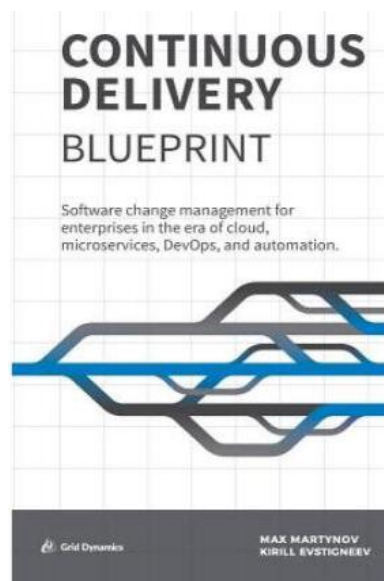 CONTINUOUS
DELIVERY
BLUEPRINT
Software change management for
enterprises in the era of cloud,
microservices, DevOps, and automation.
Grid Dynamics
MAX MARTYNOV
KIRILL EVSTIGNEEV